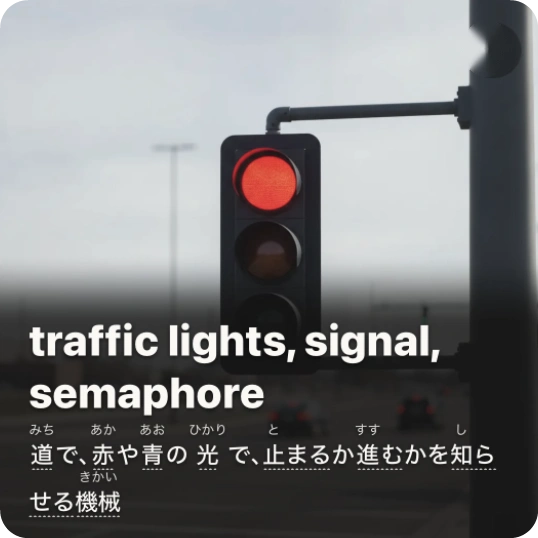 traffic lights, signal,
semaphore
みち あか あお ひかり と すす し
道で、赤や青の光で、止まるか進むかを知ら
きかい
せる機械